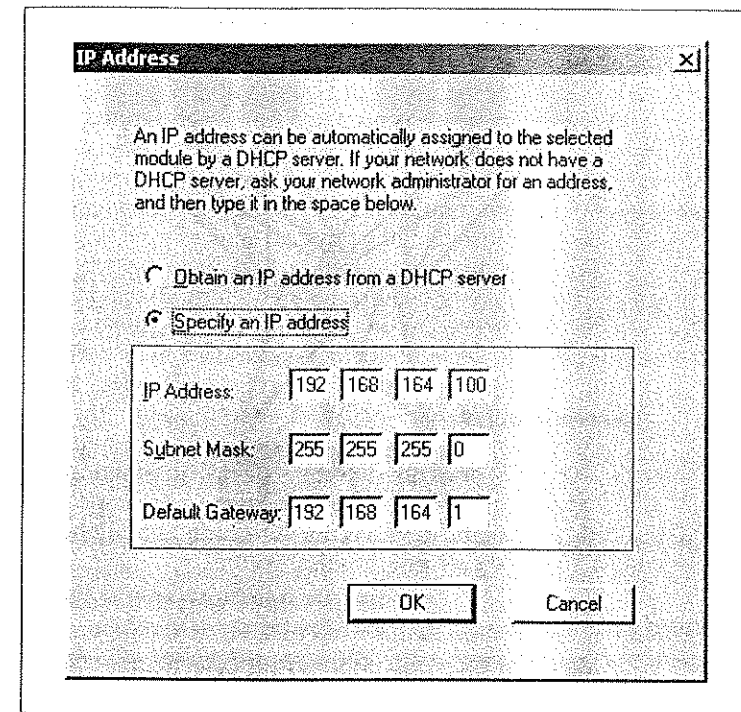 IP Address
An IP address can be automatically assigned to the selected
module by a DHCP server. If your network does not have a
DHCP server, ask your network administrator for an address,
and then type it in the space below.
Obtain an IP address from a DHCP server
Specify an IP address
IP Address: 192 168 164 100
Subnet Mask: 255 255 255 0
Default Gateway: 192 168 164 1
OK Cancel